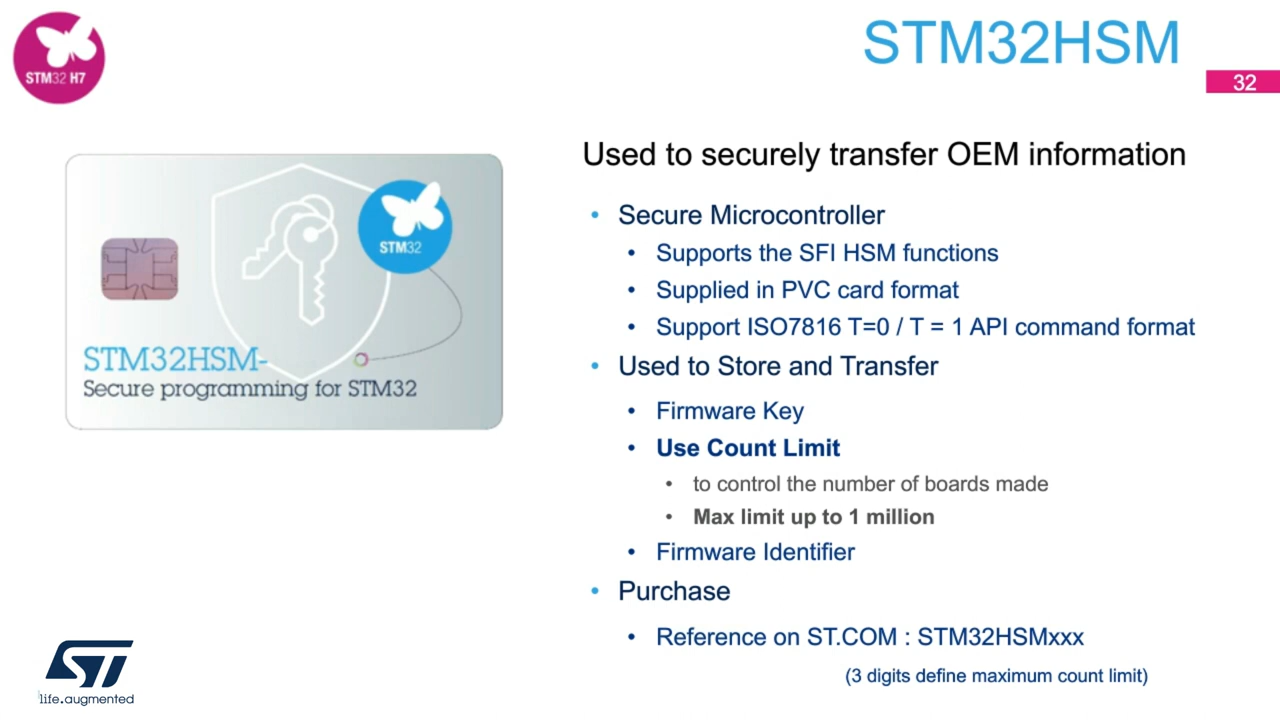 STM32 H7
STM32HSM
32
STM32
STM32HSM-
Secure programming for STM32
Used to securely transfer OEM information
• Secure Microcontroller
• Supports the SFI HSM functions
• Supplied in PVC card format
• Support ISO7816 T=0 / T = 1 API command format
• Used to Store and Transfer
• Firmware Key
• Use Count Limit
• to control the number of boards made
• Max limit up to 1 million
• Firmware Identifier
• Purchase
• Reference on ST.COM : STM32HSMxxx
(3 digits define maximum count limit)
ST
life.augmented